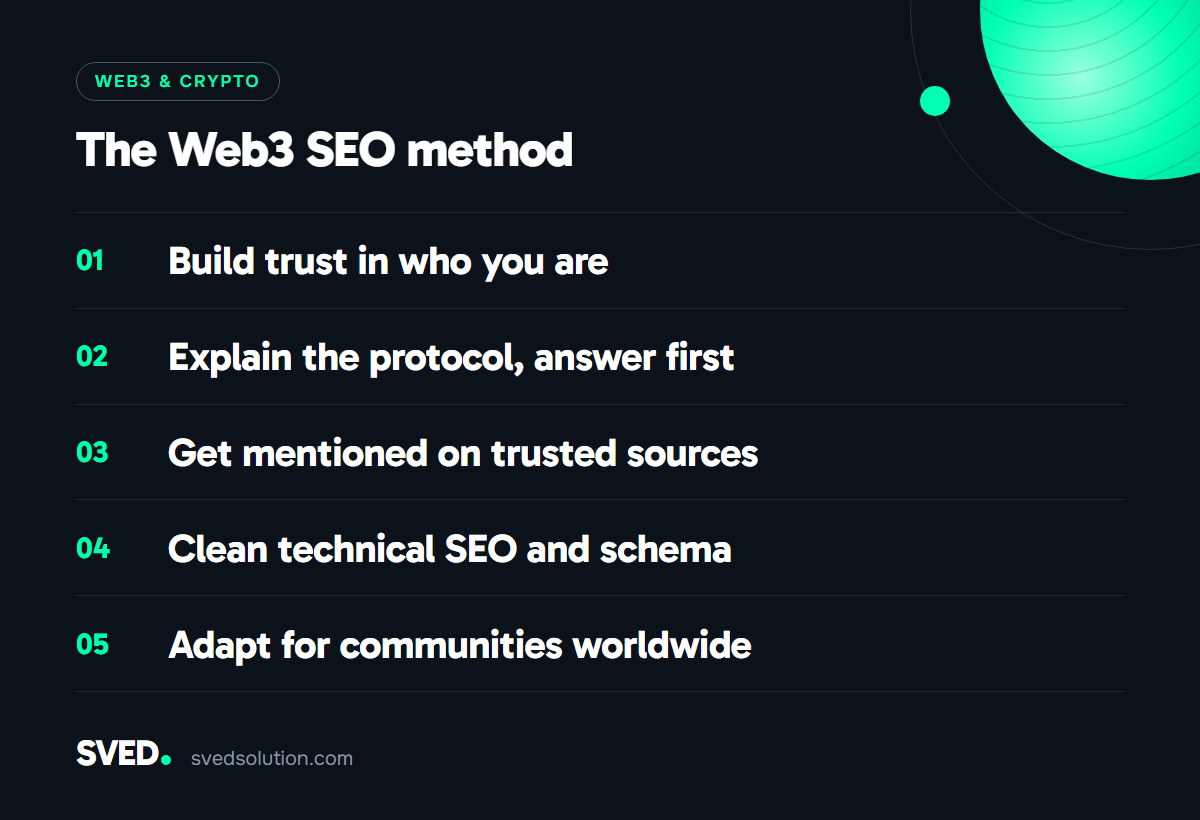 WEB3 & CRYPTO
The Web3 SEO method
01 Build trust in who you are
02 Explain the protocol, answer first
03 Get mentioned on trusted sources
04 Clean technical SEO and schema
05 Adapt for communities worldwide
SVED. svedsolution.com